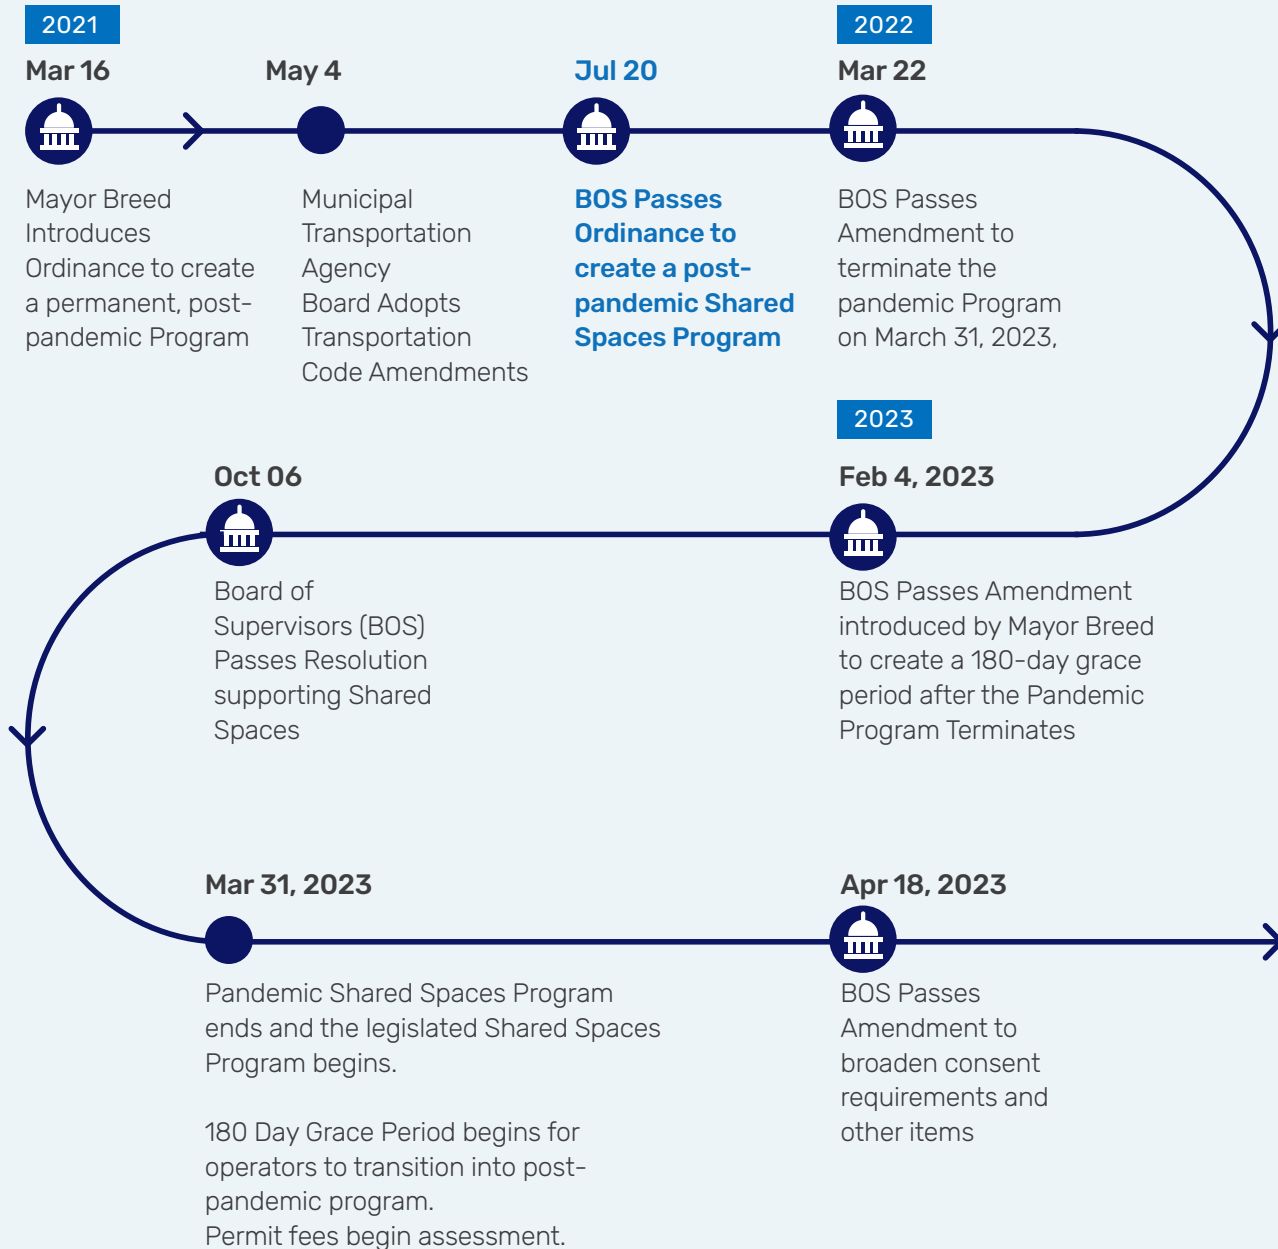 2021
Mar 16
Mayor Breed
Introduces
Ordinance to create
a permanent, post-
pandemic Program
May 4
Municipal
Transportation
Agency
Board Adopts
Transportation
Code Amendments
Jul 20
BOS Passes
Ordinance to
create a post-
pandemic Shared
Spaces Program
2022
Mar 22
BOS Passes
Amendment to
terminate the
pandemic Program
on March 31, 2023,
2023
Feb 4, 2023
BOS Passes Amendment
introduced by Mayor Breed
to create a 180-day grace
period after the Pandemic
Program Terminates
Oct 06
Board of
Supervisors (BOS)
Passes Resolution
supporting Shared
Spaces
Mar 31, 2023
Pandemic Shared Spaces Program
ends and the legislated Shared Spaces
Program begins.
180 Day Grace Period begins for
operators to transition into post-
pandemic program.
Permit fees begin assessment.
Apr 18, 2023
BOS Passes
Amendment to
broaden consent
requirements and
other items